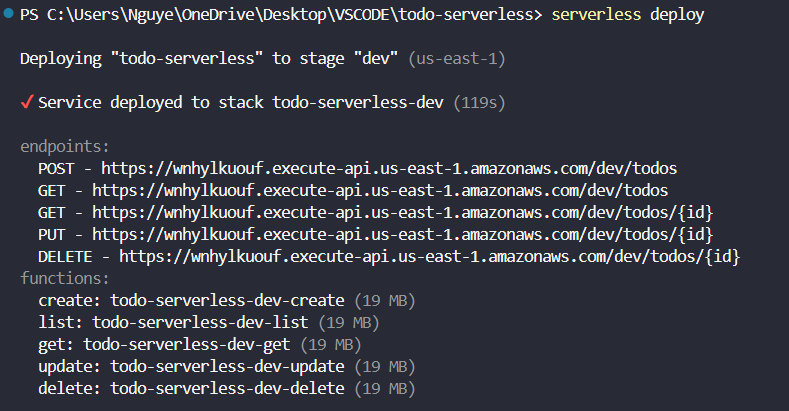 PS C:\Users\Nguye\OneDrive\Desktop\VSCODE\todo-serverless> serverless deploy
Deploying "todo-serverless" to stage "dev" (us-east-1)
✓ Service deployed to stack todo-serverless-dev (119s)
endpoints:
POST - https://wnhylkuouf.execute-api.us-east-1.amazonaws.com/dev/todos
GET - https://wnhylkuouf.execute-api.us-east-1.amazonaws.com/dev/todos
GET - https://wnhylkuouf.execute-api.us-east-1.amazonaws.com/dev/todos/{id}
PUT - https://wnhylkuouf.execute-api.us-east-1.amazonaws.com/dev/todos/{id}
DELETE - https://wnhylkuouf.execute-api.us-east-1.amazonaws.com/dev/todos/{id}
functions:
create: todo-serverless-dev-create (19 MB)
list: todo-serverless-dev-list (19 MB)
get: todo-serverless-dev-get (19 MB)
update: todo-serverless-dev-update (19 MB)
delete: todo-serverless-dev-delete (19 MB)